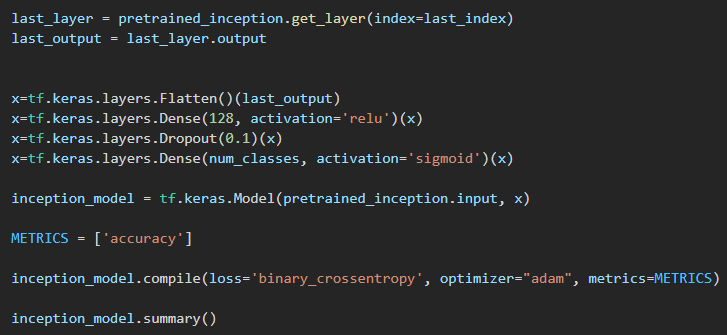 last_layer = pretrained_inception.get_layer(index=last_index)
last_output = last_layer.output
x=tf.keras.layers.Flatten()(last_output)
x=tf.keras.layers.Dense(128, activation='relu')(x)
x=tf.keras.layers.Dropout(0.1)(x)
x=tf.keras.layers.Dense(num_classes, activation='sigmoid')(x)
inception_model = tf.keras.Model(pretrained_inception.input, x)
METRICS = ['accuracy']
inception_model.compile(loss='binary_crossentropy', optimizer="adam", metrics=METRICS)
inception_model.summary()